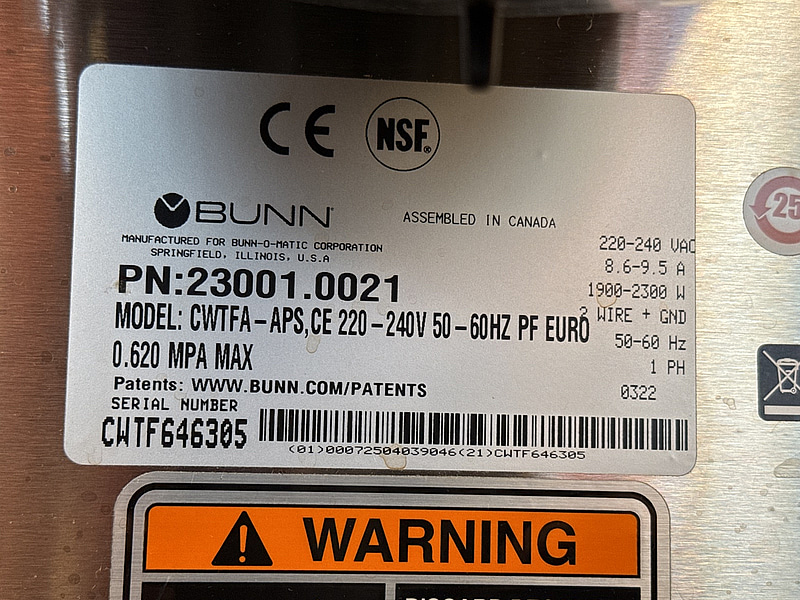 CE NSF®
BUNN®
ASSEMBLED IN CANADA
MANUFACTURED FOR BUNN-O-MATIC CORPORATION
SPRINGFIELD, ILLINOIS, U.S.A
PN:23001.0021
MODEL: CWTFA-APS,CE 220-240V 50-60HZ PF EURO
0.620 MPA MAX
Patents: WWW.BUNN.COM/PATENTS
SERIAL NUMBER
CWTF646305
(01)00072504039046(21)CWTF646305
220-240 VAC
8.6-9.5 A
1900-2300 W
2 WIRE + GND
50-60 Hz
1 PH
0322
25
WARNING